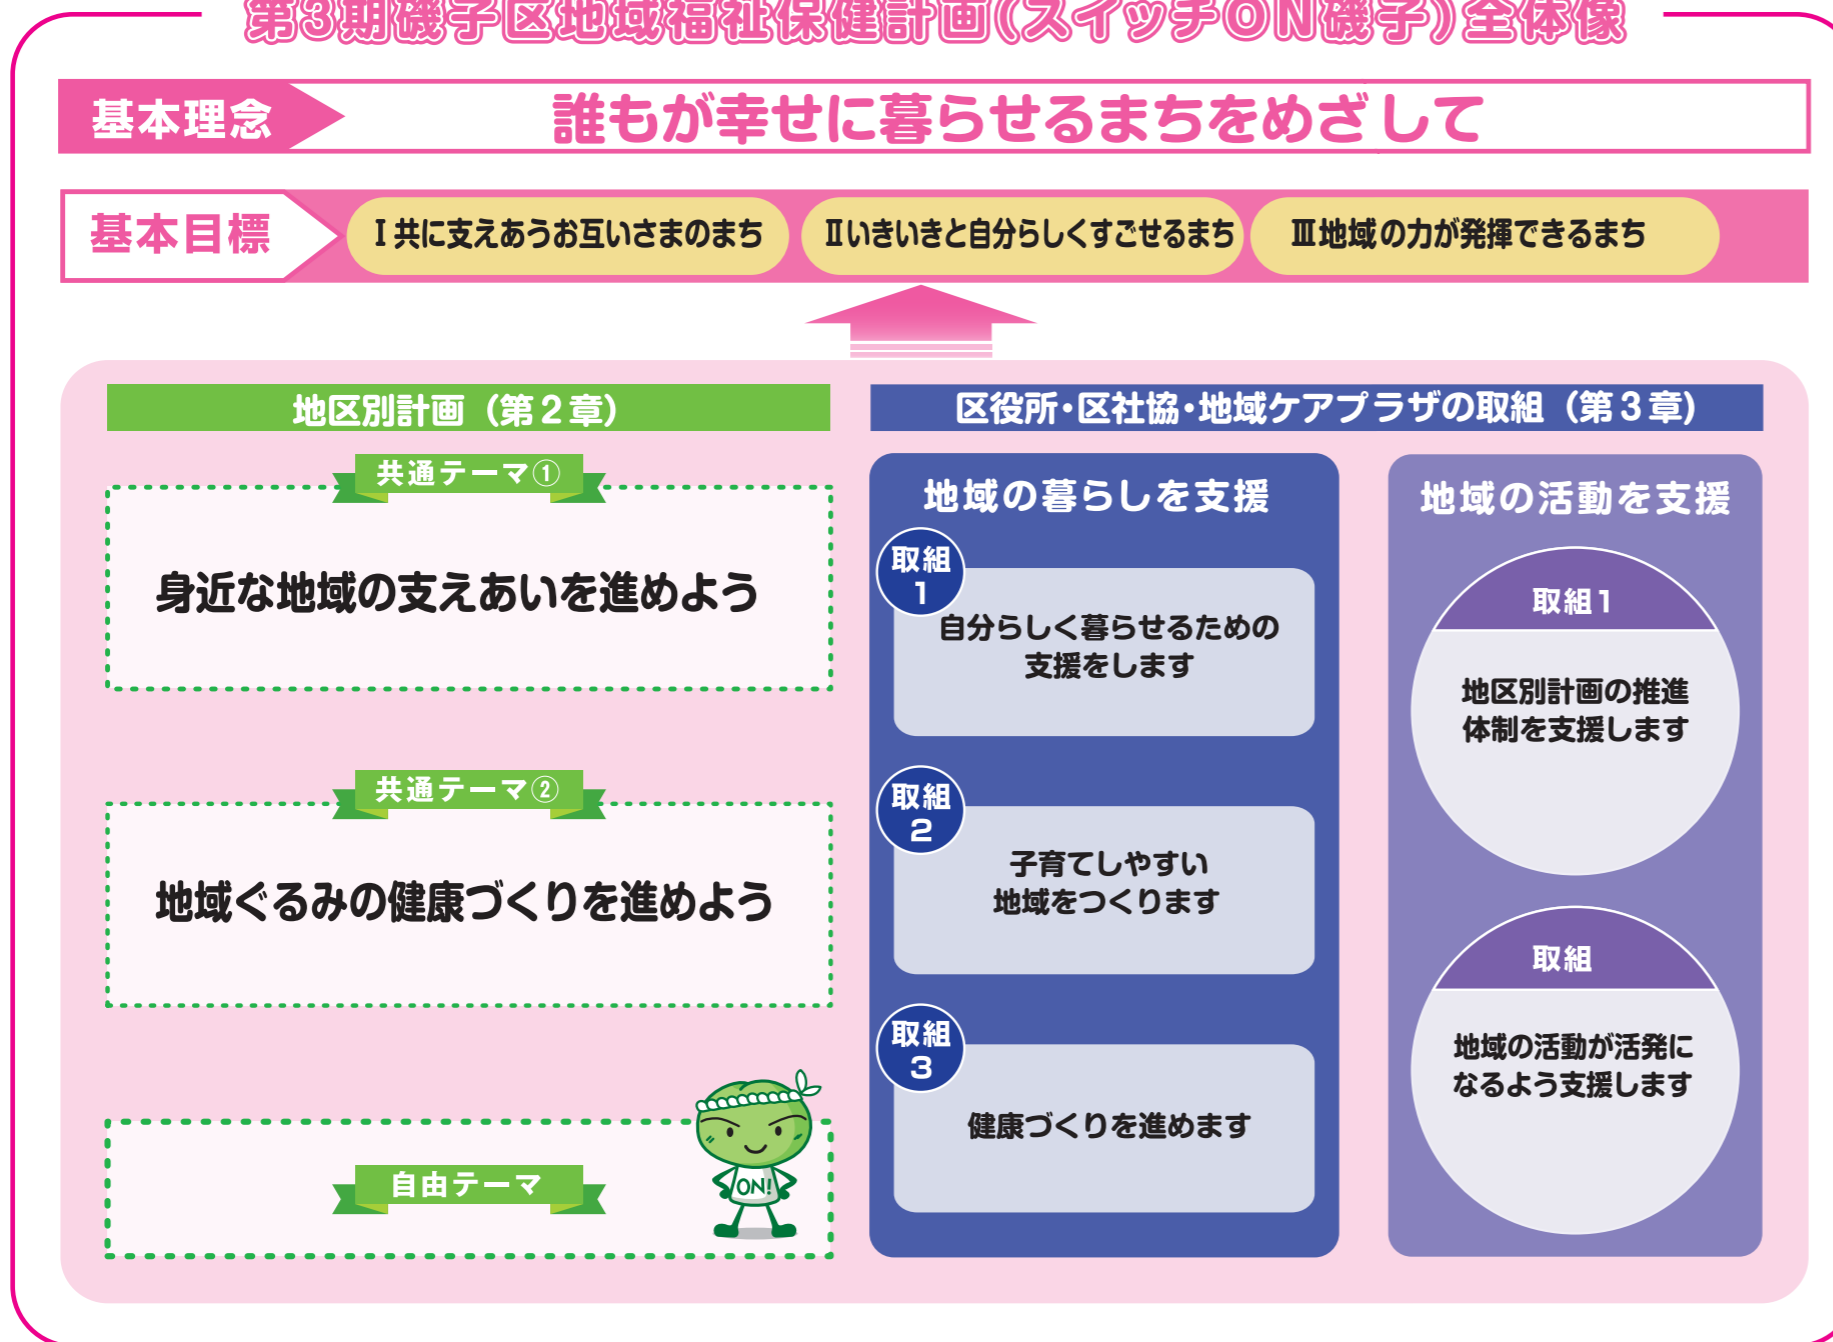 第3期磯子区地域福祉保健計画(スイッチON磯子)全体像
基本理念
誰もが幸せに暮らせるまちをめざして
基本目標
Ⅰ共に支えあうお互いさまのまち
Ⅱいきいきと自分らしくすごせるまち
Ⅲ地域の力が発揮できるまち
地区別計画(第2章)
共通テーマ①
身近な地域の支えあいを進めよう
共通テーマ②
地域ぐるみの健康づくりを進めよう
自由テーマ
ON!
区役所・区社協・地域ケアプラザの取組(第3章)
地域の暮らしを支援
取組
1
自分らしく暮らせるための
支援をします
取組
2
子育てしやすい
地域をつくります
取組
3
健康づくりを進めます
地域の活動を支援
取組1
地区別計画の推進
体制を支援します
取組
地域の活動が活発に
なるよう支援します